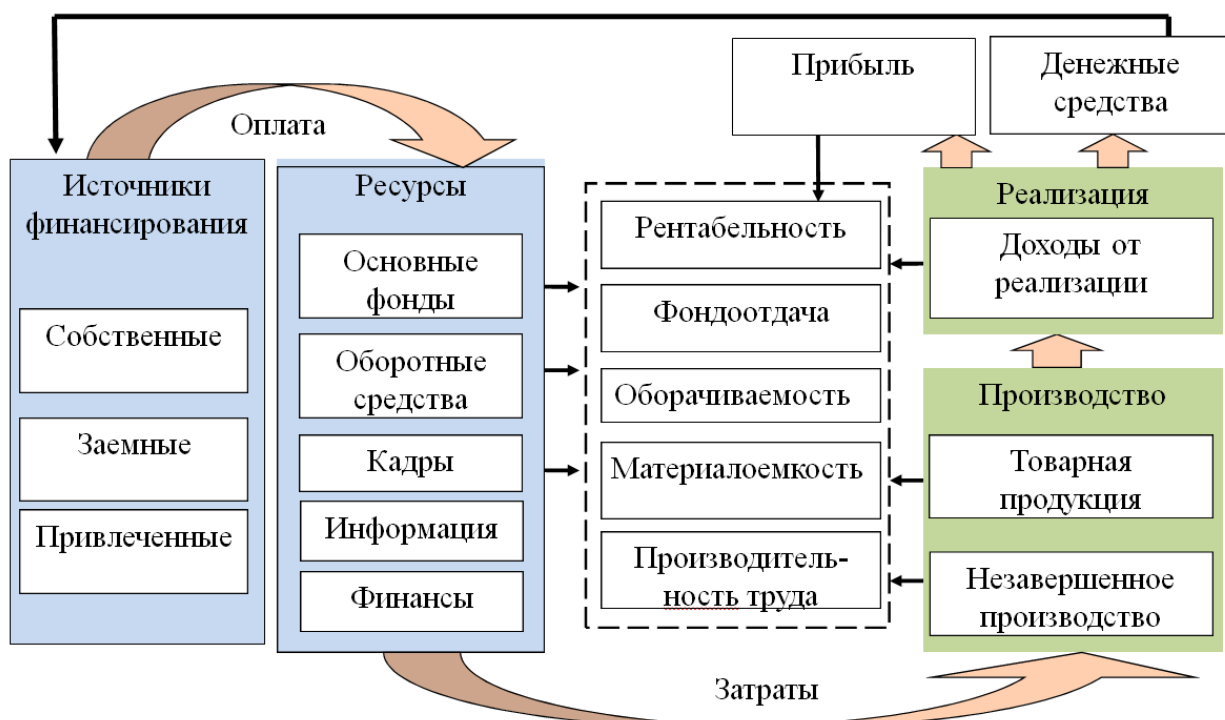 Прибыль
Денежные
средства
Оплата
Источники
финансирования
Собственные
Заемные
Привлеченные
Ресурсы
Основные
фонды
Оборотные
средства
Кадры
Информация
Финансы
Рентабельность
Фондоотдача
Оборачиваемость
Материалоемкость
Производитель-
ность труда
Реализация
Доходы от
реализации
Производство
Товарная
продукция
Незавершенное
производство
Затраты